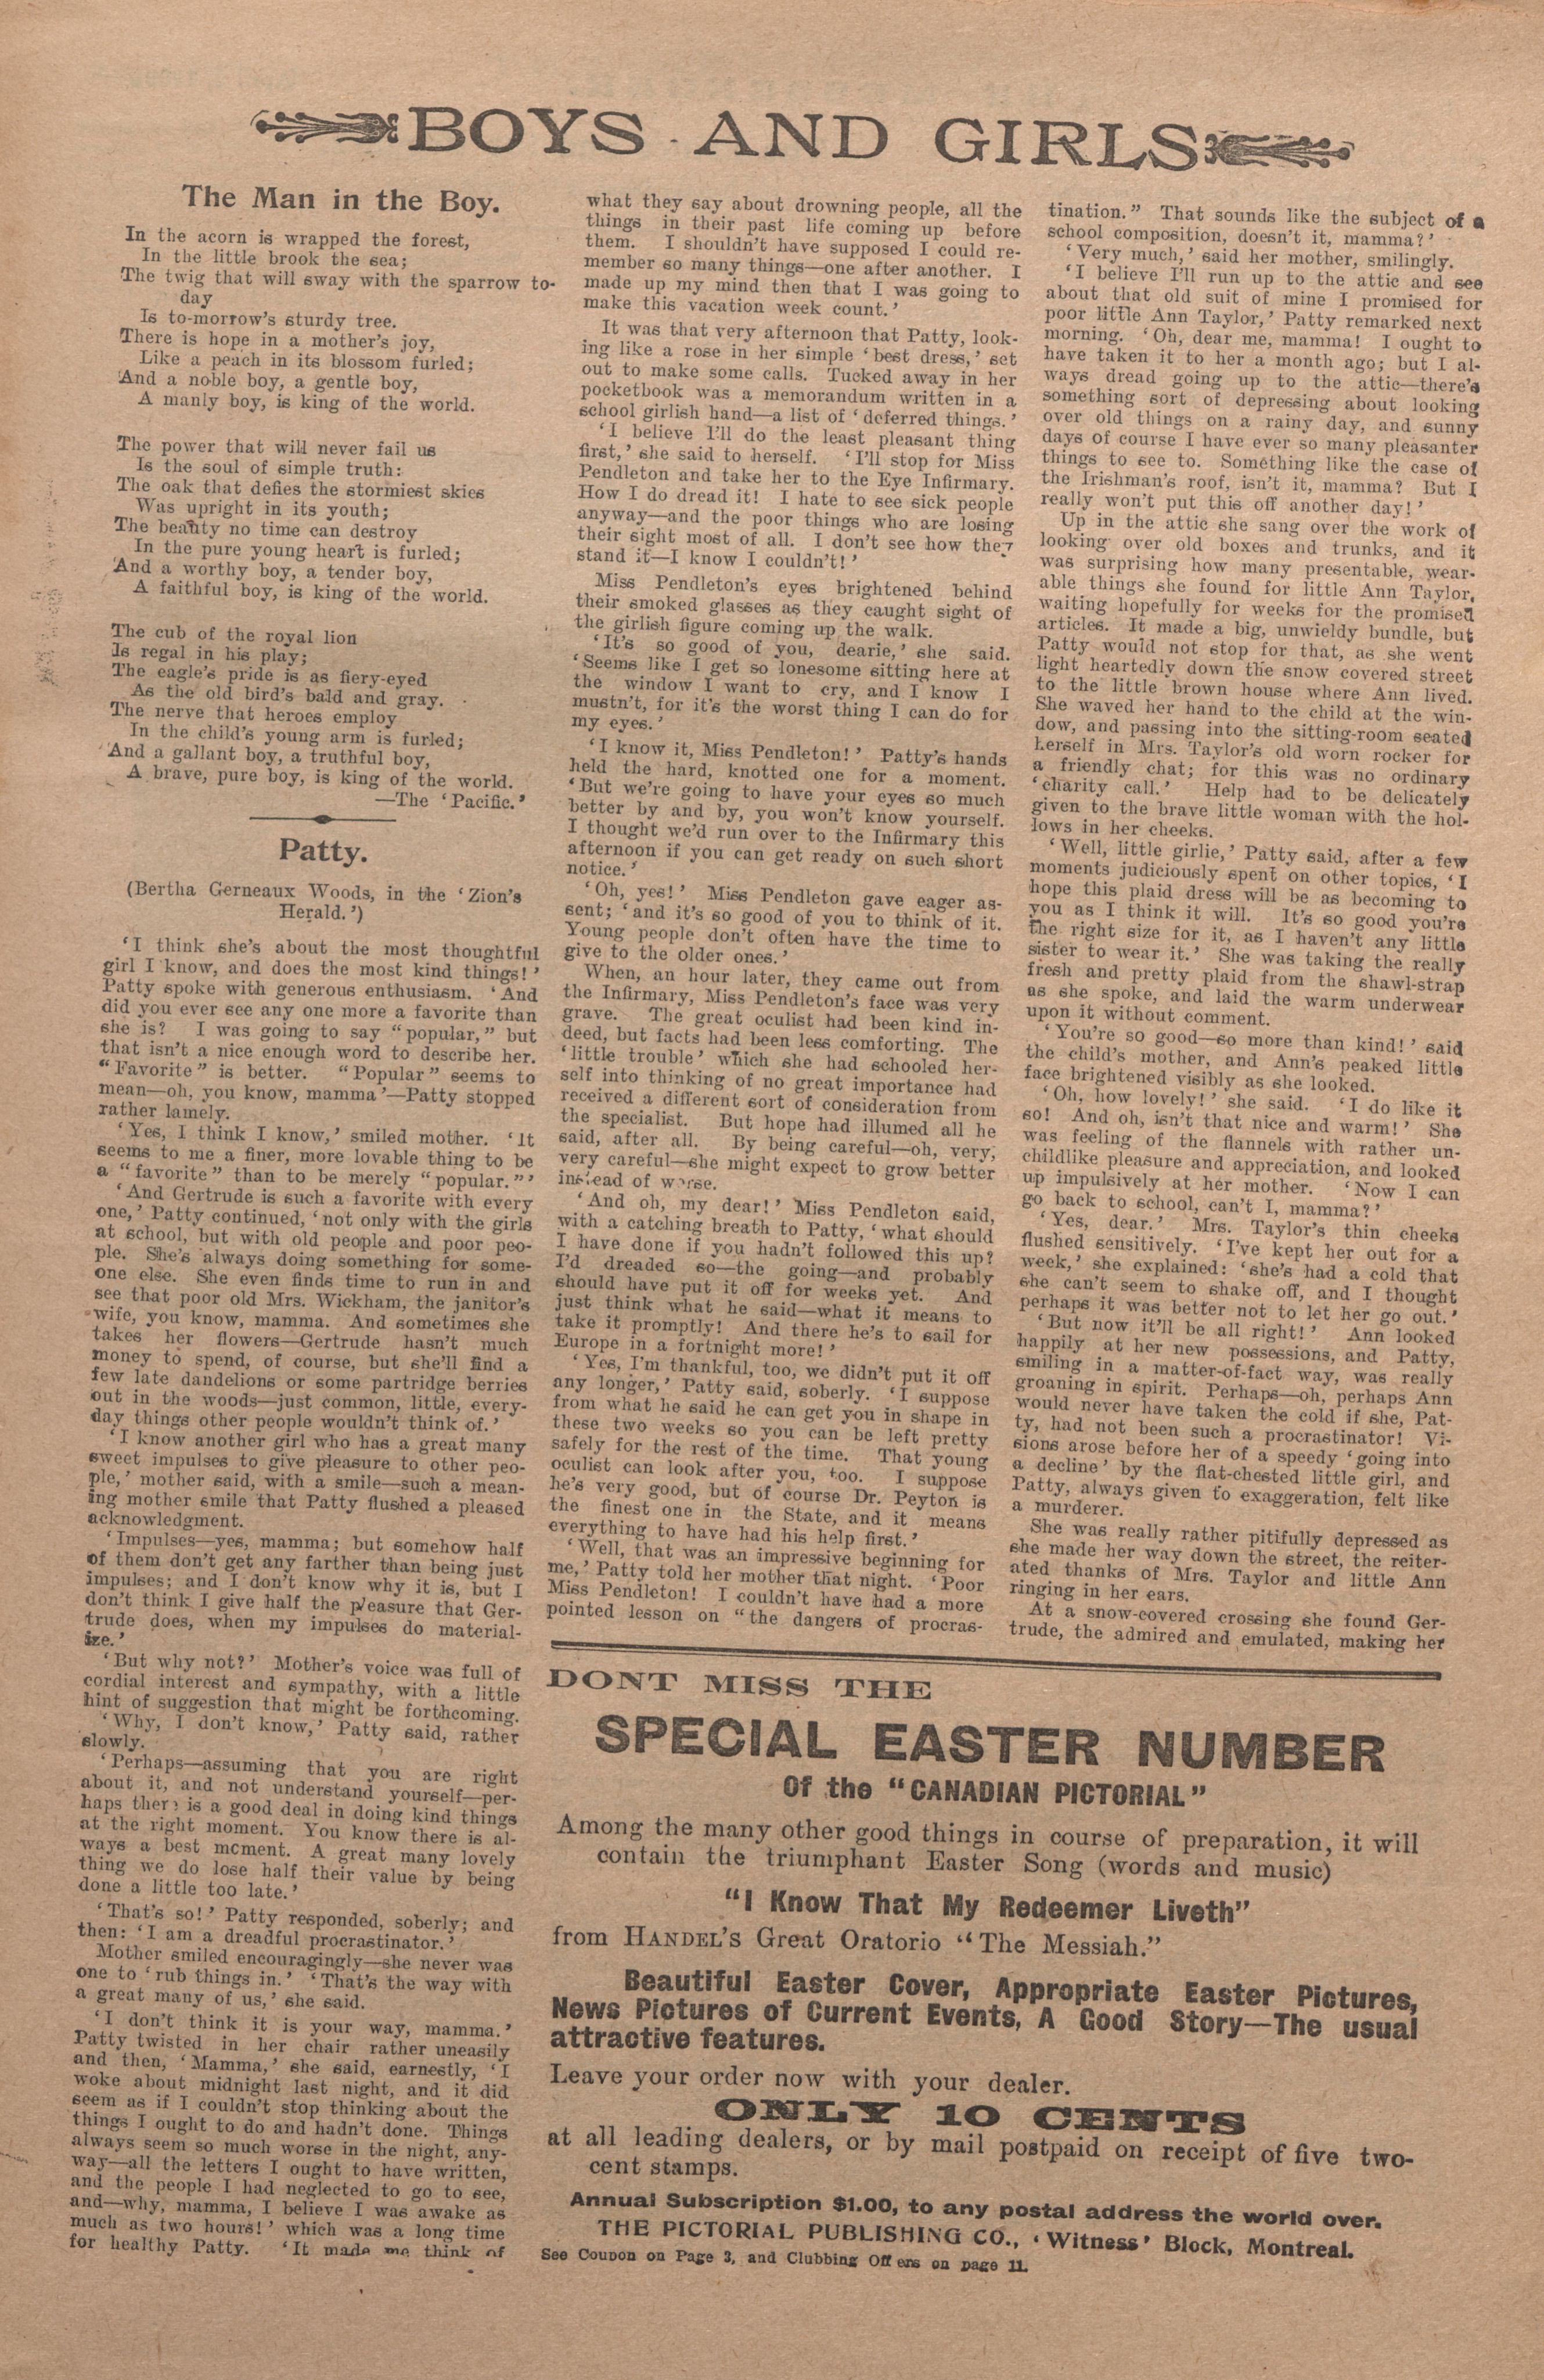 BOYS AND GIRLS
The Man in the Boy.
In the acorn is wrapped the forest,
In the little brook the sea;
The twig that will sway with the sparrow to-
day
Is to-morrow's sturdy tree.
There is hope in a mother's joy,
Like a peach in its blossom furled;
And a noble boy, a gentle boy,
A manly boy, is king of the world.
The power that will never fail us
Is the soul of simple truth:
The oak that defies the stormiest skies
Was upright in its youth;
The beauty no time can destroy
In the pure young heart is furled;
And a worthy boy, a tender boy,
A faithful boy, is king of the world.
The cub of the royal lion
Is regal in his play;
The eagle's pride is as fiery-eyed
As the old bird's bald and gray.
The nerve that heroes employ
In the child's young arm is furled;
And a gallant boy, a truthful boy,
A brave, pure boy, is king of the world.
—The 'Pacific.'
Patty.
(Bertha Gerneaux Woods, in the 'Zion's
Herald.')
'I think she's about the most thoughtful
girl I know, and does the most kind things!'
Patty spoke with generous enthusiasm. 'And
did you ever see any one more a favorite than
she is? I was going to say "popular," but
that isn't a nice enough word to describe her.
"Favorite" is better. "Popular" seems to
mean—oh, you know, mamma'—Patty stopped
rather lamely.
'Yes, I think I know,' smiled mother. 'It
seems to me a finer, more lovable thing to be
a "favorite" than to be merely "popular."'
'And Gertrude is such a favorite with every
one,' Patty continued, 'not only with the girls
at school, but with old people and poor peo-
ple. She's always doing something for some-
one else. She even finds time to run in and
see that poor old Mrs. Wickham, the janitor's
wife, you know, mamma. And sometimes she
takes her flowers—Gertrude hasn't much
money to spend, of course, but she'll find a
few late dandelions or some partridge berries
out in the woods—just common, little, every-
day things other people wouldn't think of.'
'I know another girl who has a great many
sweet impulses to give pleasure to other peo-
ple,' mother said, with a smile—such a mean-
ing mother smile that Patty flushed a pleased
acknowledgment.
'Impulses—yes, mamma; but somehow half
of them don't get any farther than being just
impulses; and I don't know why it is, but I
don't think I give half the pleasure that Ger-
trude does, when my impulses do material-
ize.'
'But why not?' Mother's voice was full of
cordial interest and sympathy, with a little
hint of suggestion that might be forthcoming.
'Why, I don't know,' Patty said, rather
slowly.
'Perhaps—assuming that you are right
about it, and not understand yourself—per-
haps there is a good deal in doing kind things
at the right moment. You know there is al-
ways a best moment. A great many lovely
thing we do lose half their value by being
done a little too late.'
'That's so!' Patty responded, soberly; and
then: 'I am a dreadful procrastinator.'
Mother smiled encouragingly—she never was
one to 'rub things in.' 'That's the way with
a great many of us,' she said.
'I don't think it is your way, mamma.'
Patty twisted in her chair rather uneasily
and then, 'Mamma,' she said, earnestly, 'I
woke about midnight last night, and it did
seem as if I couldn't stop thinking about the
things I ought to do and hadn't done. Things
always seem so much worse in the night, any-
way—all the letters I ought to have written,
and the people I had neglected to go to see,
and—why, mamma, I believe I was awake as
much as two hours!' which was a long time
for healthy Patty. 'It made me think of
what they say about drowning people, all the
things in their past life coming up before
them. I shouldn't have supposed I could re-
member so many things—one after another. I
made up my mind then that I was going to
make this vacation week count.'
It was that very afternoon that Patty, look-
ing like a rose in her simple 'best dress,' set
out to make some calls. Tucked away in her
pocketbook was a memorandum written in a
school girlish hand—a list of 'deferred things.'
'I believe I'll do the least pleasant thing
first,' she said to herself. 'I'll stop for Miss
Pendleton and take her to the Eye Infirmary.
How I do dread it! I hate to see sick people
anyway—and the poor things who are losing
their sight most of all. I don't see how they
stand it—I know I couldn't!'
Miss Pendleton's eyes brightened behind
their smoked glasses as they caught sight of
the girlish figure coming up the walk.
'It's so good of you, dearie,' she said.
'Seems like I get so lonesome sitting here at
the window I want to cry, and I know I
mustn't, for it's the worst thing I can do for
my eyes.'
'I know it, Miss Pendleton!' Patty's hands
held the hard, knotted one for a moment.
'But we're going to have your eyes so much
better by and by, you won't know yourself.
I thought we'd run over to the Infirmary this
afternoon if you can get ready on such short
notice.'
'Oh, yes!' Miss Pendleton gave eager as-
sent; 'and it's so good of you to think of it.
Young people don't often have the time to
give to the older ones.'
When, an hour later, they came out from
the Infirmary, Miss Pendleton's face was very
grave. The great oculist had been kind in-
deed, but facts had been less comforting. The
'little trouble' which she had schooled her-
self into thinking of no great importance had
received a different sort of consideration from
the specialist. But hope had illumed all he
said, after all. By being careful—oh, very,
very careful—she might expect to grow better
instead of worse.
'And oh, my dear!' Miss Pendleton said,
with a catching breath to Patty, 'what should
I have done if you hadn't followed this up?
I'd dreaded so—the going—and probably
should have put it off for weeks yet. And
just think what he said—what it means to
take it promptly! And there he's to sail for
Europe in a fortnight more!'
'Yes, I'm thankful, too, we didn't put it off
any longer,' Patty said, soberly. 'I suppose
from what he said he can get you in shape in
these two weeks so you can be left pretty
safely for the rest of the time. That young
oculist can look after you, too. I suppose
he's very good, but of course Dr. Peyton is
the finest one in the State, and it means
everything to have had his help first.'
'Well, that was an impressive beginning for
me,' Patty told her mother that night. 'Poor
Miss Pendleton! I couldn't have had a more
pointed lesson on "the dangers of procras-
tination." That sounds like the subject of a
school composition, doesn't it, mamma?'
'Very much,' said her mother, smilingly.
'I believe I'll run up to the attic and see
about that old suit of mine I promised for
poor little Ann Taylor,' Patty remarked next
morning. 'Oh, dear me, mamma! I ought to
have taken it to her a month ago; but I al-
ways dread going up to the attic—there's
something sort of depressing about looking
over old things on a rainy day, and sunny
days of course I have ever so many pleasanter
things to see to. Something like the case of
the Irishman's roof, isn't it, mamma? But I
really won't put this off another day!'
Up in the attic she sang over the work of
looking over old boxes and trunks, and it
was surprising how many presentable, wear-
able things she found for little Ann Taylor,
waiting hopefully for weeks for the promised
articles. It made a big, unwieldy bundle, but
Patty would not stop for that, as she went
light heartedly down the snow covered street
to the little brown house where Ann lived.
She waved her hand to the child at the win-
dow, and passing into the sitting-room seated
herself in Mrs. Taylor's old worn rocker for
a friendly chat; for this was no ordinary
'charity call.' Help had to be delicately
given to the brave little woman with the hol-
lows in her cheeks.
'Well, little girlie,' Patty said, after a few
moments judiciously spent on other topics, 'I
hope this plaid dress will be as becoming to
you as I think it will. It's so good you're
the right size for it, as I haven't any little
sister to wear it.' She was taking the really
fresh and pretty plaid from the shawl-strap
as she spoke, and laid the warm underwear
upon it without comment.
'You're so good—so more than kind!' said
the child's mother, and Ann's peaked little
face brightened visibly as she looked.
'Oh, how lovely!' she said. 'I do like it
so! And oh, isn't that nice and warm!' She
was feeling of the flannels with rather un-
childlike pleasure and appreciation, and looked
up impulsively at her mother. 'Now I can
go back to school, can't I, mamma?'
'Yes, dear.' Mrs. Taylor's thin cheeks
flushed sensitively. 'I've kept her out for a
week,' she explained: 'she's had a cold that
she can't seem to shake off, and I thought
perhaps it was better not to let her go out.'
'But now it'll be all right!' Ann looked
happily at her new possessions, and Patty,
smiling in a matter-of-fact way, was really
groaning in spirit. Perhaps—oh, perhaps Ann
would never have taken the cold if she, Pat-
ty, had not been such a procrastinator! Vi-
sions arose before her of a speedy 'going into
a decline' by the flat-chested little girl, and
Patty, always given to exaggeration, felt like
a murderer.
She was really rather pitifully depressed as
she made her way down the street, the reiter-
ated thanks of Mrs. Taylor and little Ann
ringing in her ears.
At a snow-covered crossing she found Ger-
trude, the admired and emulated, making her
DONT MISS THE
SPECIAL EASTER NUMBER
Of the "CANADIAN PICTORIAL"
Among the many other good things in course of preparation, it will
contain the triumphant Easter Song (words and music)
"I Know That My Redeemer Liveth"
from HANDEL'S Great Oratorio "The Messiah."
Beautiful Easter Cover, Appropriate Easter Pictures,
News Pictures of Current Events, A Good Story—The usual
attractive features.
Leave your order now with your dealer.
ONLY 10 CENTS
at all leading dealers, or by mail postpaid on receipt of five two-
cent stamps.
Annual Subscription $1.00, to any postal address the world over.
THE PICTORIAL PUBLISHING CO., 'Witness' Block, Montreal.
See Coupon on Page 3, and Clubbing Offers on page 11.